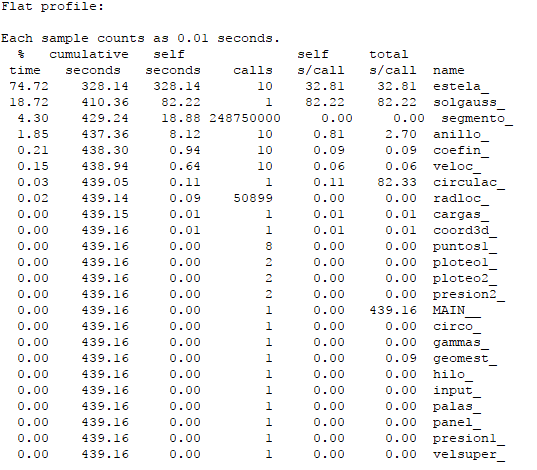 Flat profile:

Each sample counts as 0.01 seconds.
  %   cumulative   self              self     total
 time   seconds   seconds    calls   s/call   s/call  name
 74.72    328.14   328.14       10    32.81    32.81  estela_
 18.72    410.36    82.22        1    82.22    82.22  solgauss_
  4.30    429.24    18.88 248750000     0.00     0.00  segmento_
  1.85    437.36     8.12       10     0.81     2.70  anillo_
  0.21    438.30     0.94       10     0.09     0.09  coefin_
  0.15    438.94     0.64       10     0.06     0.06  veloc_
  0.03    439.05     0.11        1     0.11    82.33  circulac_
  0.02    439.14     0.09    50899     0.00     0.00  radloc_
  0.00    439.15     0.01        1     0.01     0.01  cargas_
  0.00    439.16     0.01        1     0.01     0.01  coord3d_
  0.00    439.16     0.00        8     0.00     0.00  puntos1_
  0.00    439.16     0.00        2     0.00     0.00  ploteo1_
  0.00    439.16     0.00        2     0.00     0.00  ploteo2_
  0.00    439.16     0.00        2     0.00     0.00  presion2_
  0.00    439.16     0.00        1     0.00   439.16  MAIN__
  0.00    439.16     0.00        1     0.00     0.00  circo_
  0.00    439.16     0.00        1     0.00     0.00  gammas_
  0.00    439.16     0.00        1     0.00     0.09  geomest_
  0.00    439.16     0.00        1     0.00     0.00  hilo_
  0.00    439.16     0.00        1     0.00     0.00  input_
  0.00    439.16     0.00        1     0.00     0.00  palas_
  0.00    439.16     0.00        1     0.00     0.00  panel_
  0.00    439.16     0.00        1     0.00     0.00  presion1_
  0.00    439.16     0.00        1     0.00     0.00  velsuper_